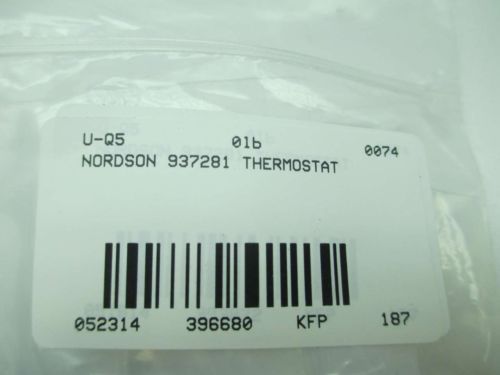 U-Q5 01b 0074
NORDSON 937281 THERMOSTAT
052314 396680 KFP 187